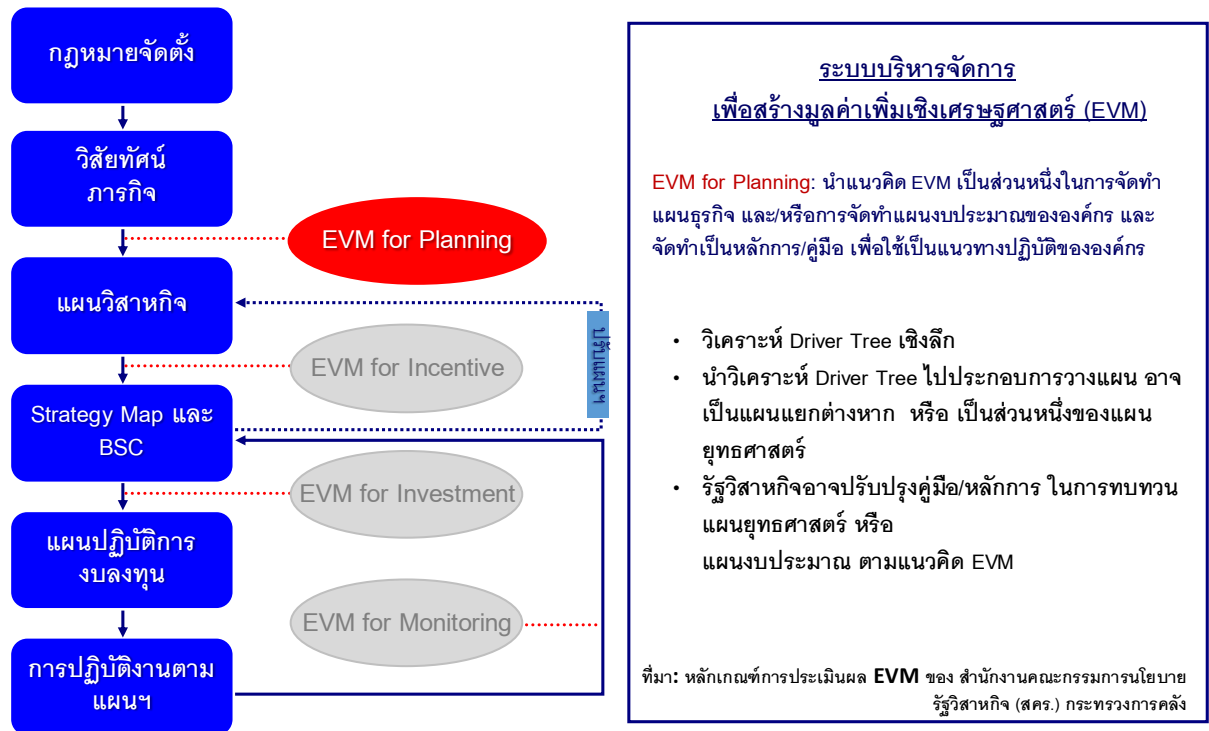 กฎหมายจัดตั้ง
วิสัยทัศน์
ภารกิจ
EVM for Planning
แผนวิสาหกิจ
ปรับแผนฯ
EVM for Incentive
Strategy Map และ
BSC
EVM for Investment
แผนปฏิบัติการ
งบลงทุน
EVM for Monitoring
การปฏิบัติงานตาม
แผนฯ
ระบบบริหารจัดการ
เพื่อสร้างมูลค่าเพิ่มเชิงเศรษฐศาสตร์ (EVM)
EVM for Planning: นำแนวคิด EVM เป็นส่วนหนึ่งในการจัดทำ
แผนธุรกิจ และ/หรือการจัดทำแผนงบประมาณขององค์กร และ
จัดทำเป็นหลักการ/คู่มือ เพื่อใช้เป็นแนวทางปฏิบัติขององค์กร
• วิเคราะห์ Driver Tree เชิงลึก
• นำวิเคราะห์ Driver Tree ไปประกอบการวางแผน อาจ
เป็นแผนแยกต่างหาก หรือ เป็นส่วนหนึ่งของแผน
ยุทธศาสตร์
• รัฐวิสาหกิจอาจปรับปรุงคู่มือ/หลักการ ในการทบทวน
แผนยุทธศาสตร์ หรือ
แผนงบประมาณ ตามแนวคิด EVM
ที่มา: หลักเกณฑ์การประเมินผล EVM ของ สำนักงานคณะกรรมการนโยบาย
รัฐวิสาหกิจ (สคร.) กระทรวงการคลัง